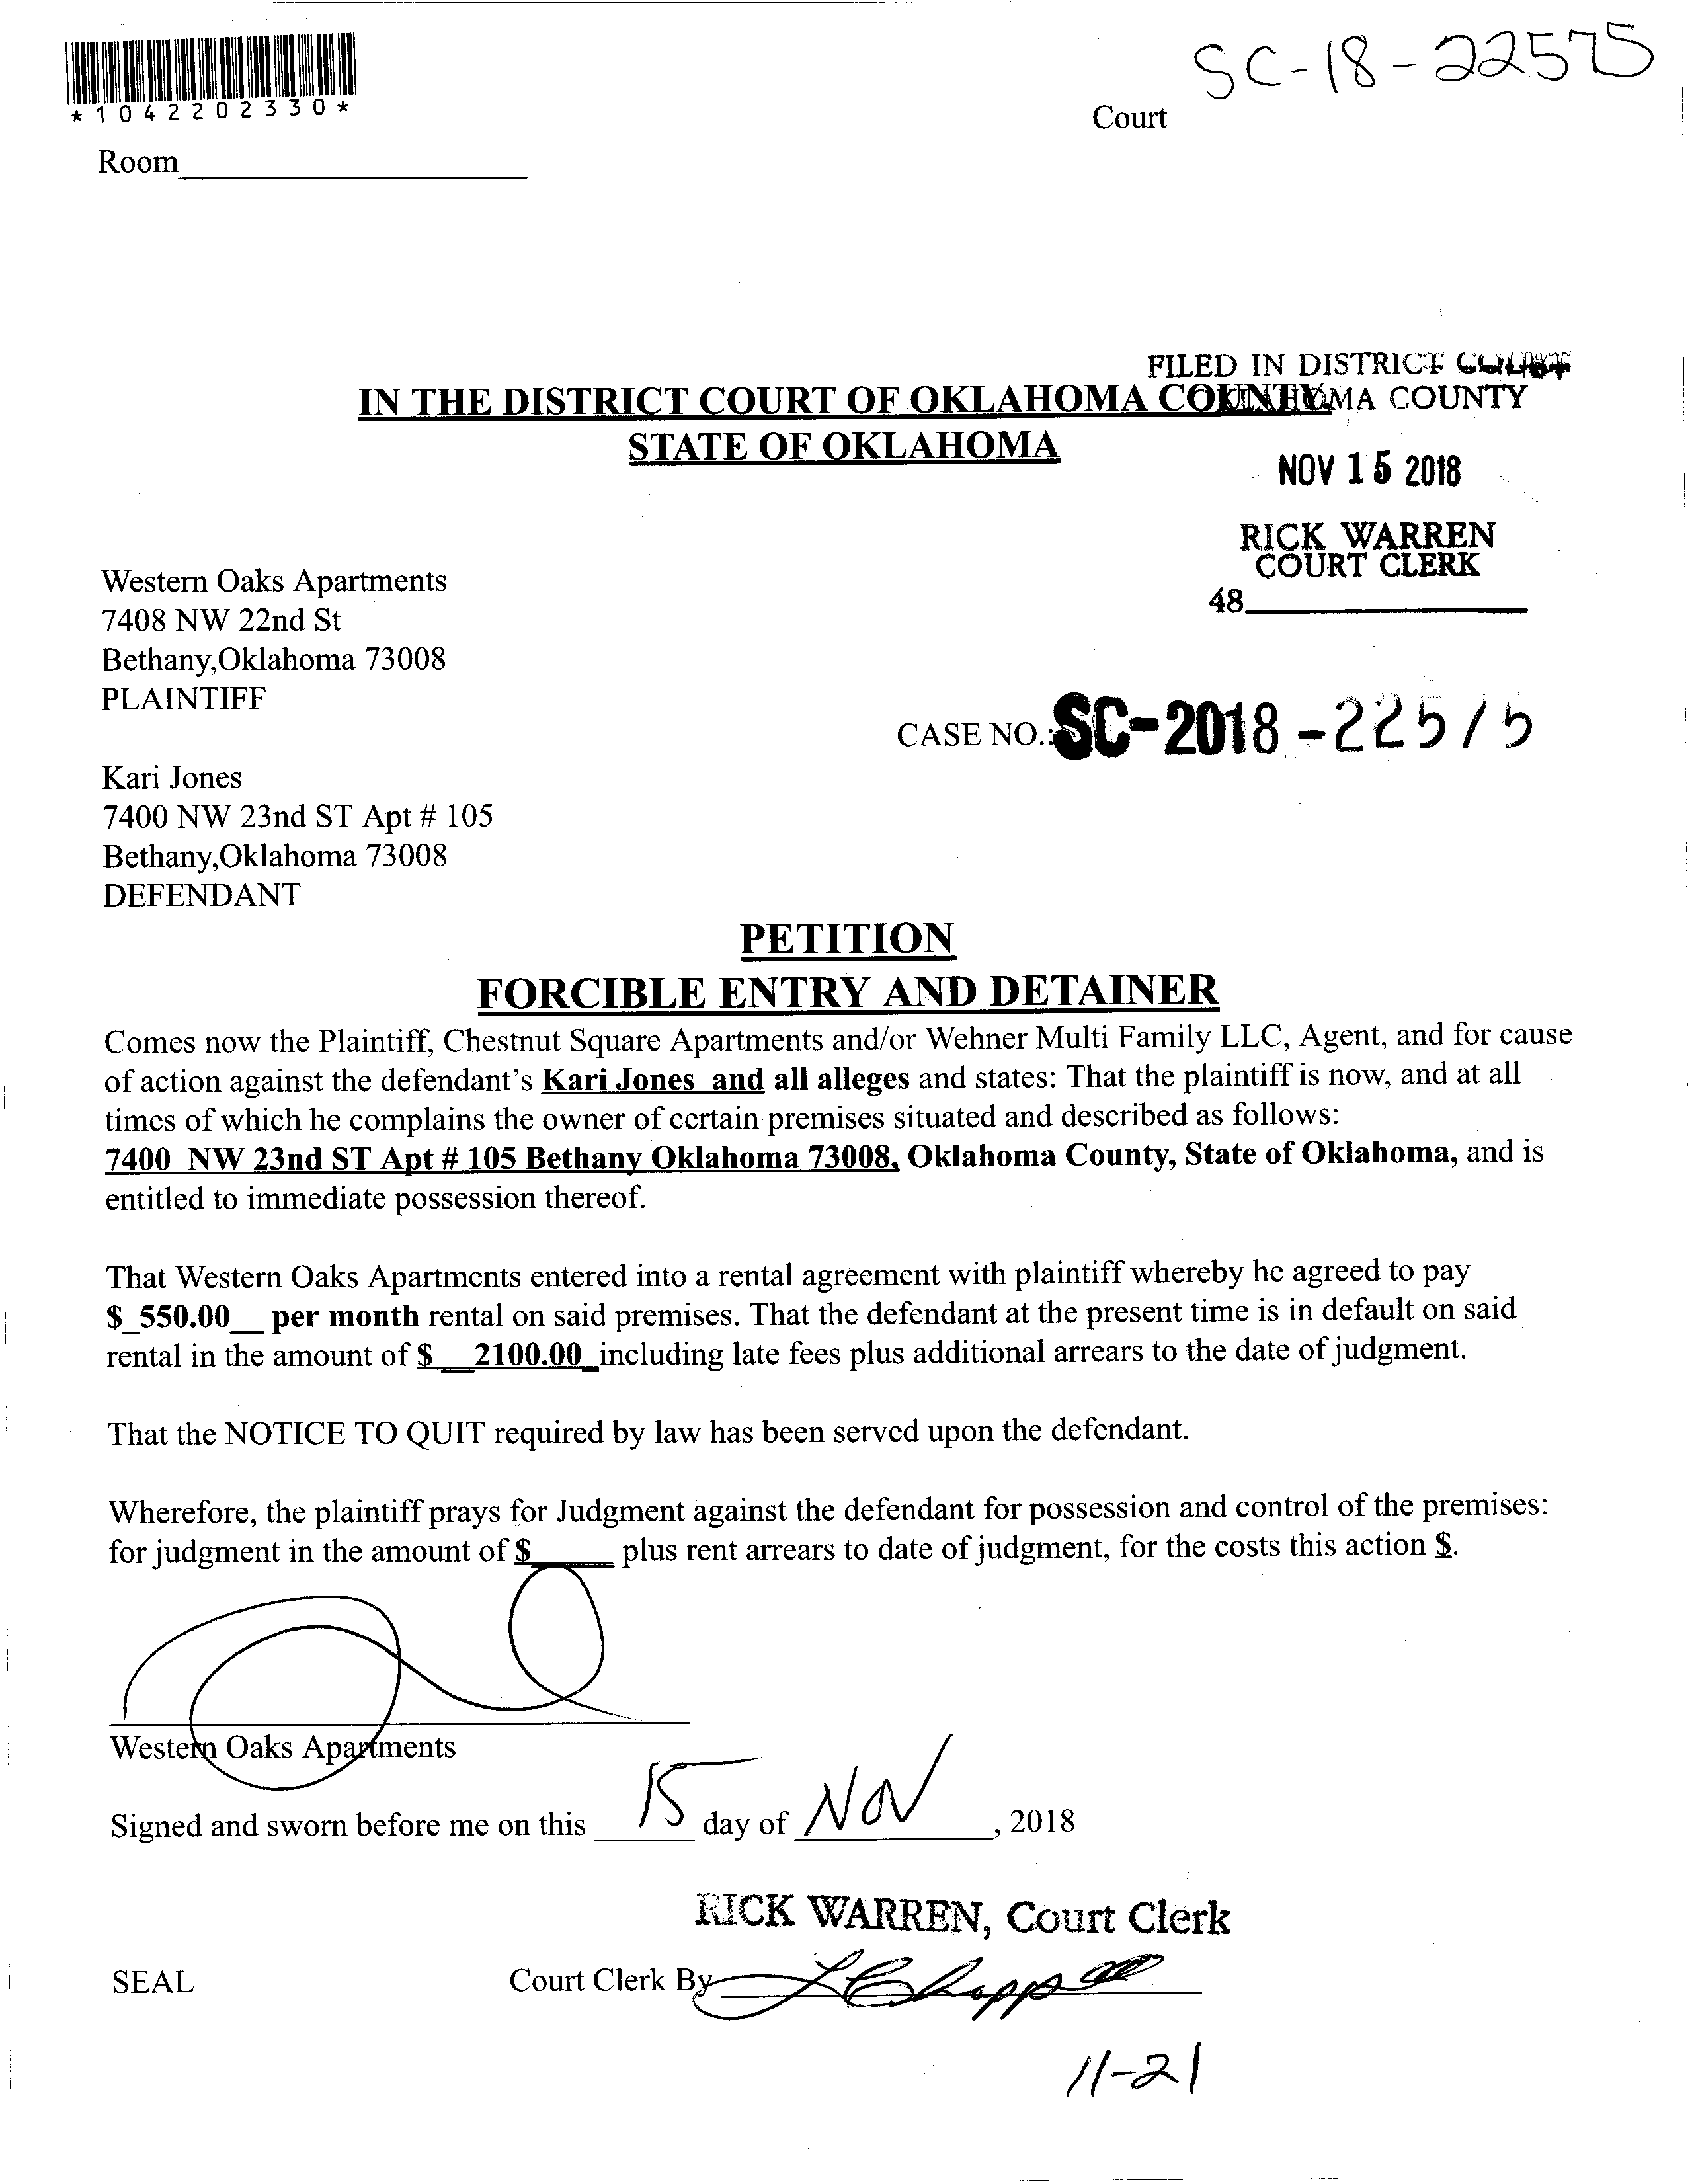 *1042202330*
SC-18-22575
Court
Room
FILED IN DISTRICT COURT
IN THE DISTRICT COURT OF OKLAHOMA COUNTY
OKLAHOMA COUNTY
STATE OF OKLAHOMA
NOV 15 2018
RICK WARREN
COURT CLERK
48
Western Oaks Apartments
7408 NW 22nd St
Bethany,Oklahoma 73008
PLAINTIFF
CASE NO.: SC-2018-22575
Kari Jones
7400 NW 23nd ST Apt # 105
Bethany,Oklahoma 73008
DEFENDANT
PETITION
FORCIBLE ENTRY AND DETAINER
Comes now the Plaintiff, Chestnut Square Apartments and/or Wehner Multi Family LLC, Agent, and for cause
of action against the defendant's Kari Jones and all alleges and states: That the plaintiff is now, and at all
times of which he complains the owner of certain premises situated and described as follows:
7400 NW 23nd ST Apt # 105 Bethany Oklahoma 73008, Oklahoma County, State of Oklahoma, and is
entitled to immediate possession thereof.
That Western Oaks Apartments entered into a rental agreement with plaintiff whereby he agreed to pay
$_550.00__ per month rental on said premises. That the defendant at the present time is in default on said
rental in the amount of $__2100.00_including late fees plus additional arrears to the date of judgment.
That the NOTICE TO QUIT required by law has been served upon the defendant.
Wherefore, the plaintiff prays for Judgment against the defendant for possession and control of the premises:
for judgment in the amount of $_____ plus rent arrears to date of judgment, for the costs this action $.
Western Oaks Apartments
Signed and sworn before me on this 15 day of NOV, 2018
RICK WARREN, Court Clerk
SEAL
Court Clerk By
11-21